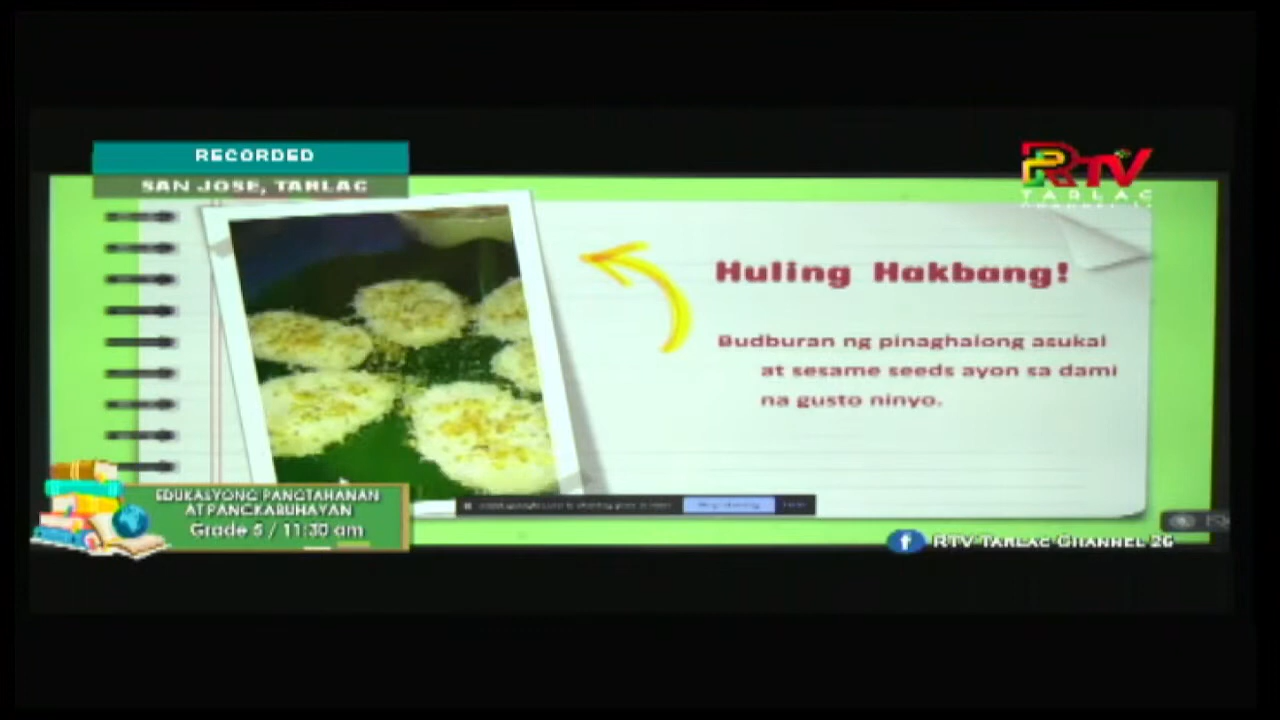 RECORDED
SAN JOSE, TARLAC
RTV
TARLAC
Huling Hakbang!
Budburan ng pinaghalong asukal
at sesame seeds ayon sa dami
na gusto ninyo.
EDUKASYONG PANGTAHANAN
AT PANGKABUHAYAN
Grade 5 / 11:30 am
RTV TARLAC CHANNEL 26